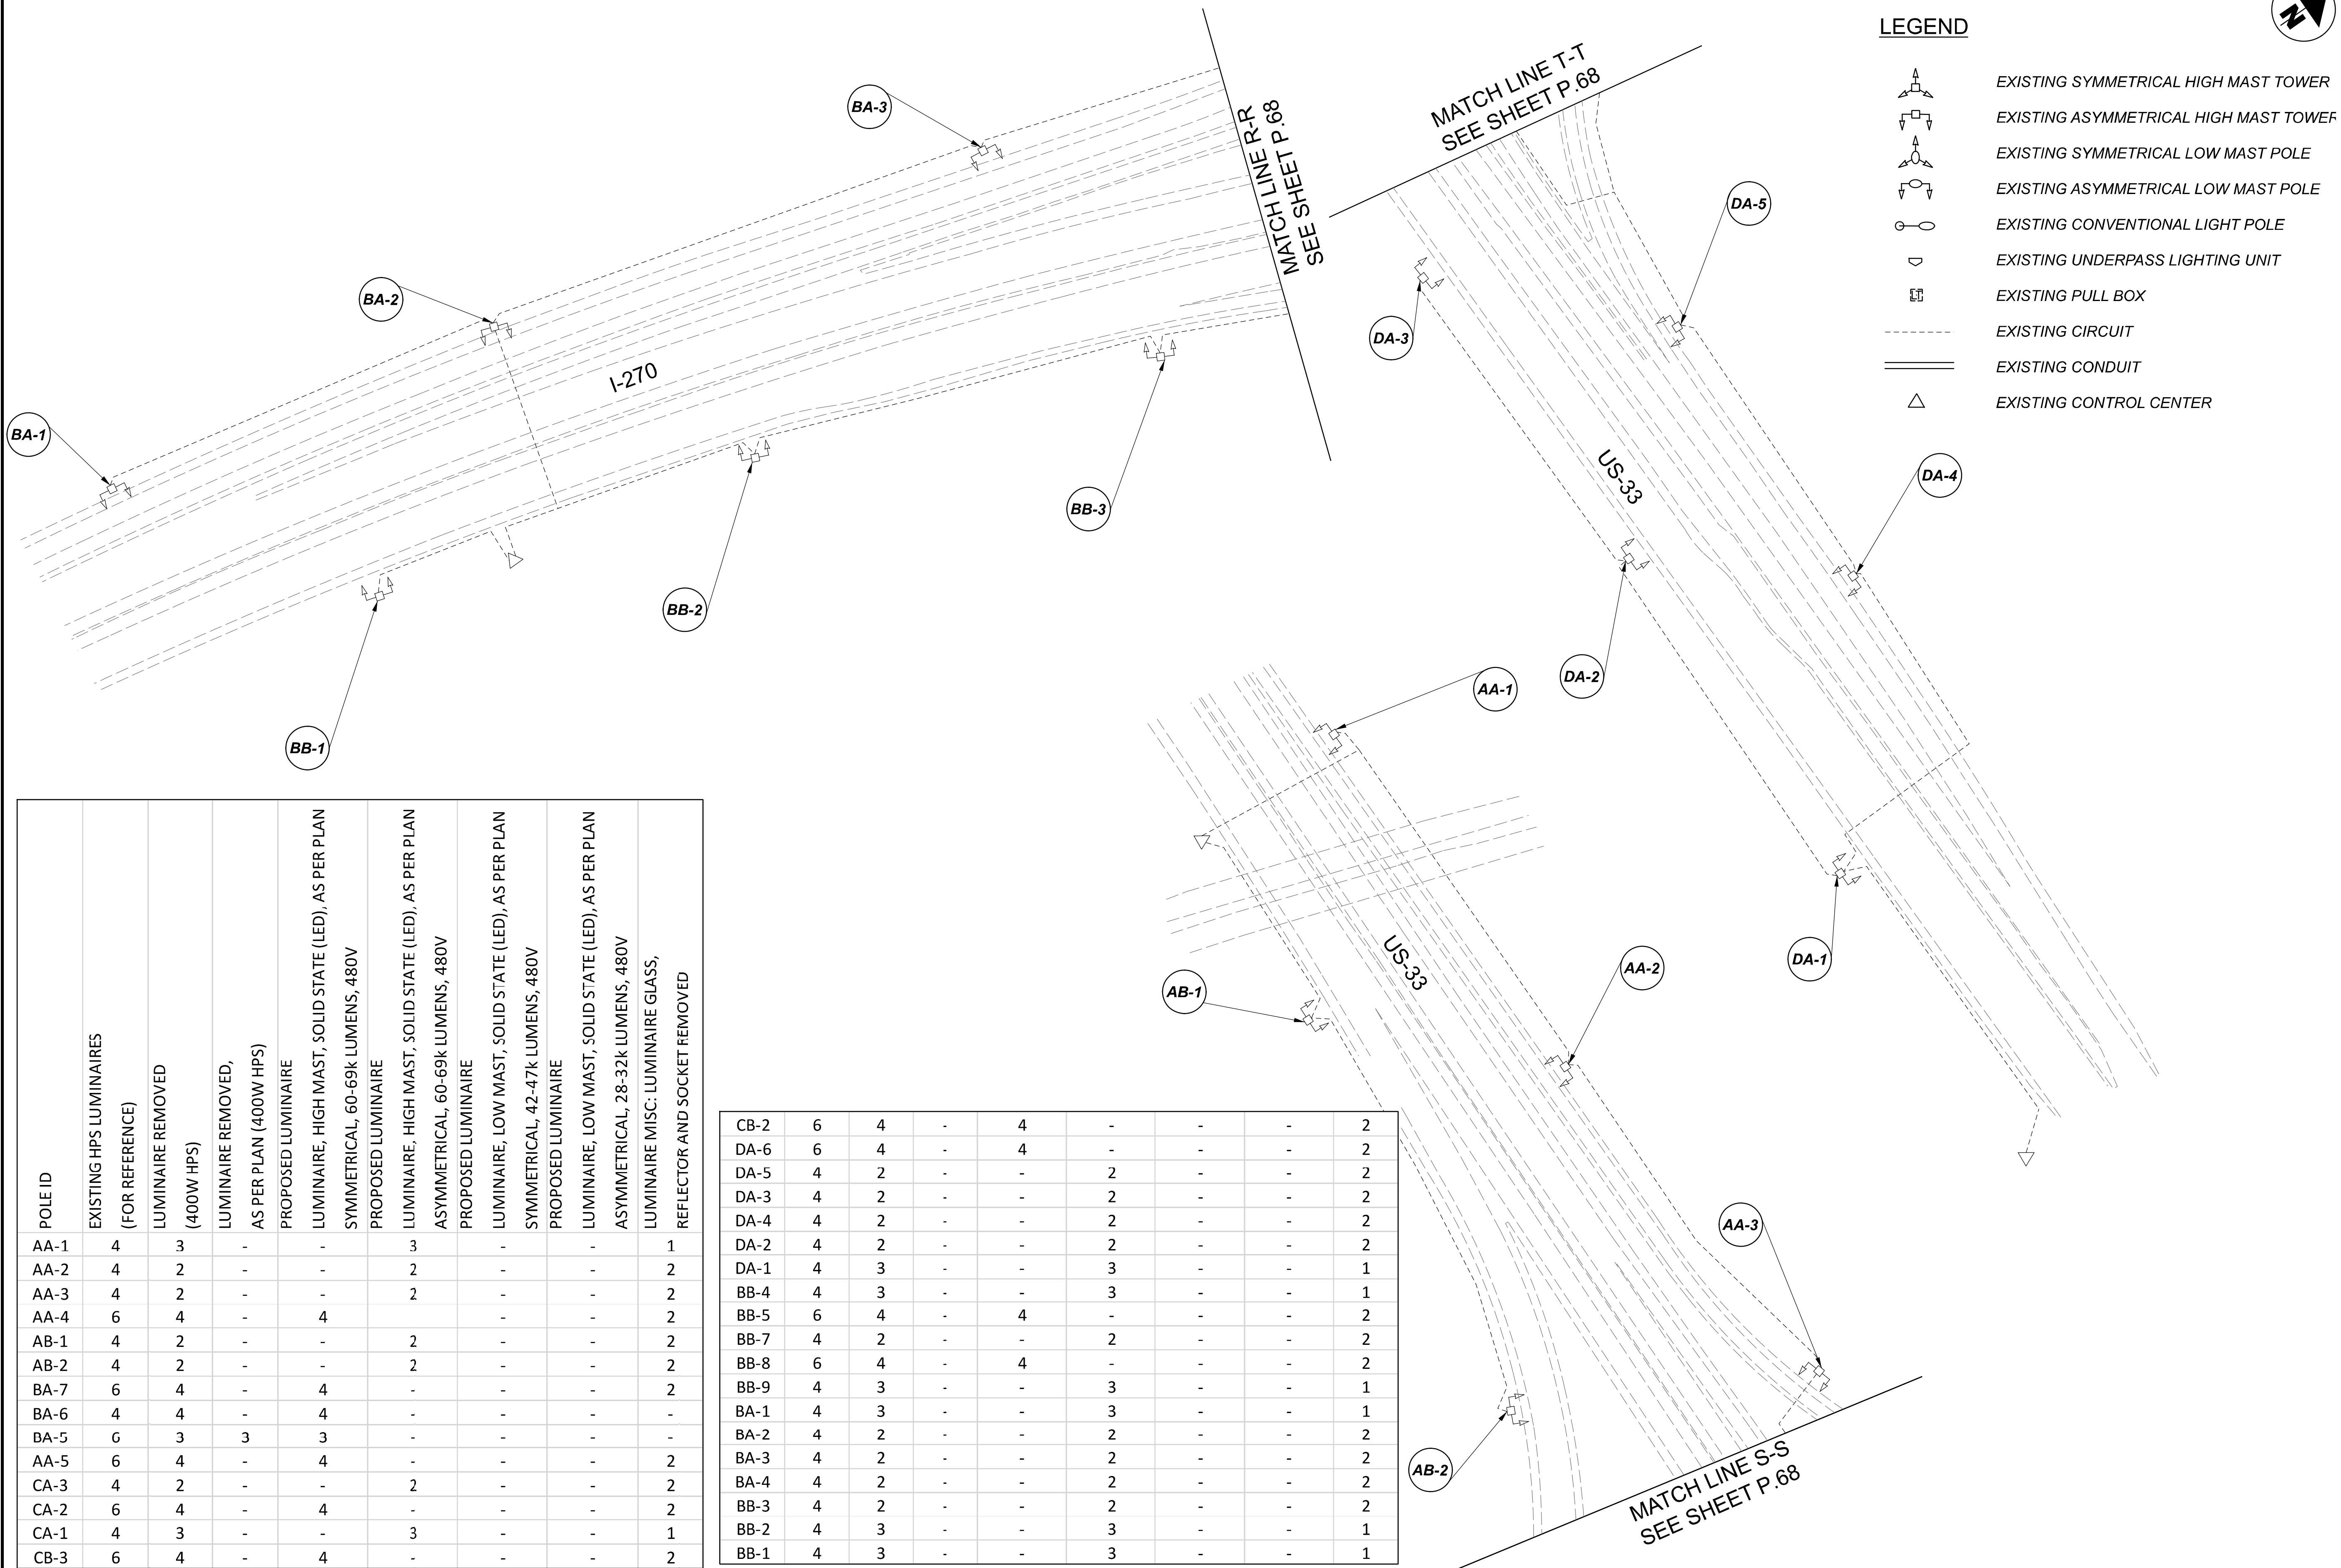 LEGEND
N
EXISTING SYMMETRICAL HIGH MAST TOWER
EXISTING ASYMMETRICAL HIGH MAST TOWER
EXISTING SYMMETRICAL LOW MAST POLE
EXISTING ASYMMETRICAL LOW MAST POLE
EXISTING CONVENTIONAL LIGHT POLE
EXISTING UNDERPASS LIGHTING UNIT
EXISTING PULL BOX
EXISTING CIRCUIT
EXISTING CONDUIT
EXISTING CONTROL CENTER
BA-3
BA-2
BA-1
I-270
BB-3
BB-2
BB-1
MATCH LINE R-R
SEE SHEET P.68
MATCH LINE T-T
SEE SHEET P.68
DA-5
DA-3
US-33
DA-4
DA-2
DA-1
AA-1
AB-1
US-33
AA-2
AA-3
AB-2
MATCH LINE S-S
SEE SHEET P.68
POLE ID
EXISTING HPS LUMINAIRES
(FOR REFERENCE)
LUMINAIRE REMOVED
(400W HPS)
LUMINAIRE REMOVED,
AS PER PLAN (400W HPS)
PROPOSED LUMINAIRE
LUMINAIRE, HIGH MAST, SOLID STATE (LED), AS PER PLAN
SYMMETRICAL, 60-69k LUMENS, 480V
PROPOSED LUMINAIRE
LUMINAIRE, HIGH MAST, SOLID STATE (LED), AS PER PLAN
ASYMMETRICAL, 60-69k LUMENS, 480V
PROPOSED LUMINAIRE
LUMINAIRE, LOW MAST, SOLID STATE (LED), AS PER PLAN
SYMMETRICAL, 42-47k LUMENS, 480V
PROPOSED LUMINAIRE
LUMINAIRE, LOW MAST, SOLID STATE (LED), AS PER PLAN
ASYMMETRICAL, 28-32k LUMENS, 480V
LUMINAIRE MISC: LUMINAIRE GLASS,
REFLECTOR AND SOCKET REMOVED
AA-1 4 3 - - 3 - - 1
AA-2 4 2 - - 2 - - 2
AA-3 4 2 - - 2 - - 2
AA-4 6 4 - 4 - - 2
AB-1 4 2 - - 2 - - 2
AB-2 4 2 - - 2 - - 2
BA-7 6 4 - 4 - - - 2
BA-6 4 4 - 4 - - - -
BA-5 6 3 3 3 - - - -
AA-5 6 4 - 4 - - - 2
CA-3 4 2 - - 2 - - 2
CA-2 6 4 - 4 - - - 2
CA-1 4 3 - - 3 - - 1
CB-3 6 4 - 4 - - - 2
CB-2 6 4 - 4 - - - 2
DA-6 6 4 - 4 - - - 2
DA-5 4 2 - - 2 - - 2
DA-3 4 2 - - 2 - - 2
DA-4 4 2 - - 2 - - 2
DA-2 4 2 - - 2 - - 2
DA-1 4 3 - - 3 - - 1
BB-4 4 3 - - 3 - - 1
BB-5 6 4 - 4 - - - 2
BB-7 4 2 - - 2 - - 2
BB-8 6 4 - 4 - - - 2
BB-9 4 3 - - 3 - - 1
BA-1 4 3 - - 3 - - 1
BA-2 4 2 - - 2 - - 2
BA-3 4 2 - - 2 - - 2
BA-4 4 2 - - 2 - - 2
BB-3 4 2 - - 2 - - 2
BB-2 4 3 - - 3 - - 1
BB-1 4 3 - - 3 - - 1